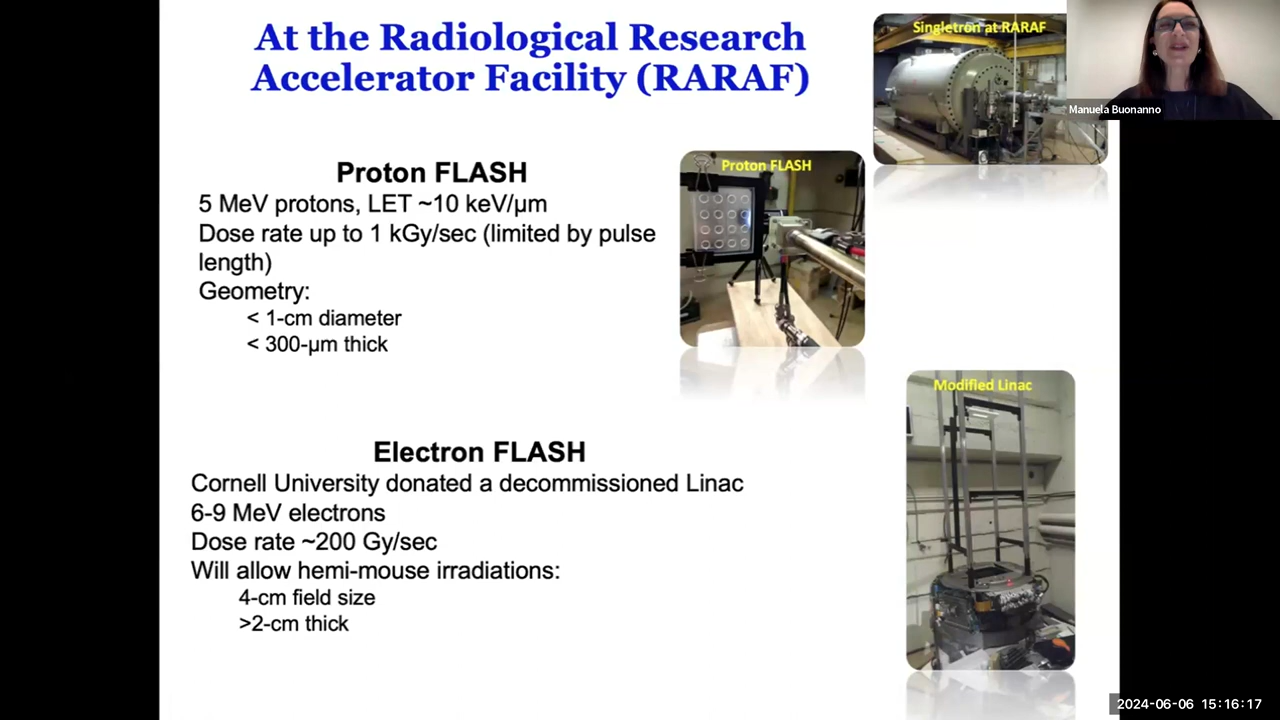 At the Radiological Research
Accelerator Facility (RARAF)
Singletron at RARAF
Manuela Buonanno
Proton FLASH
5 MeV protons, LET ~10 keV/µm
Dose rate up to 1 kGy/sec (limited by pulse
length)
Geometry:
< 1-cm diameter
< 300-µm thick
Proton FLASH
Modified Linac
Electron FLASH
Cornell University donated a decommissioned Linac
6-9 MeV electrons
Dose rate ~200 Gy/sec
Will allow hemi-mouse irradiations:
4-cm field size
>2-cm thick
2024-06-06 15:16:17